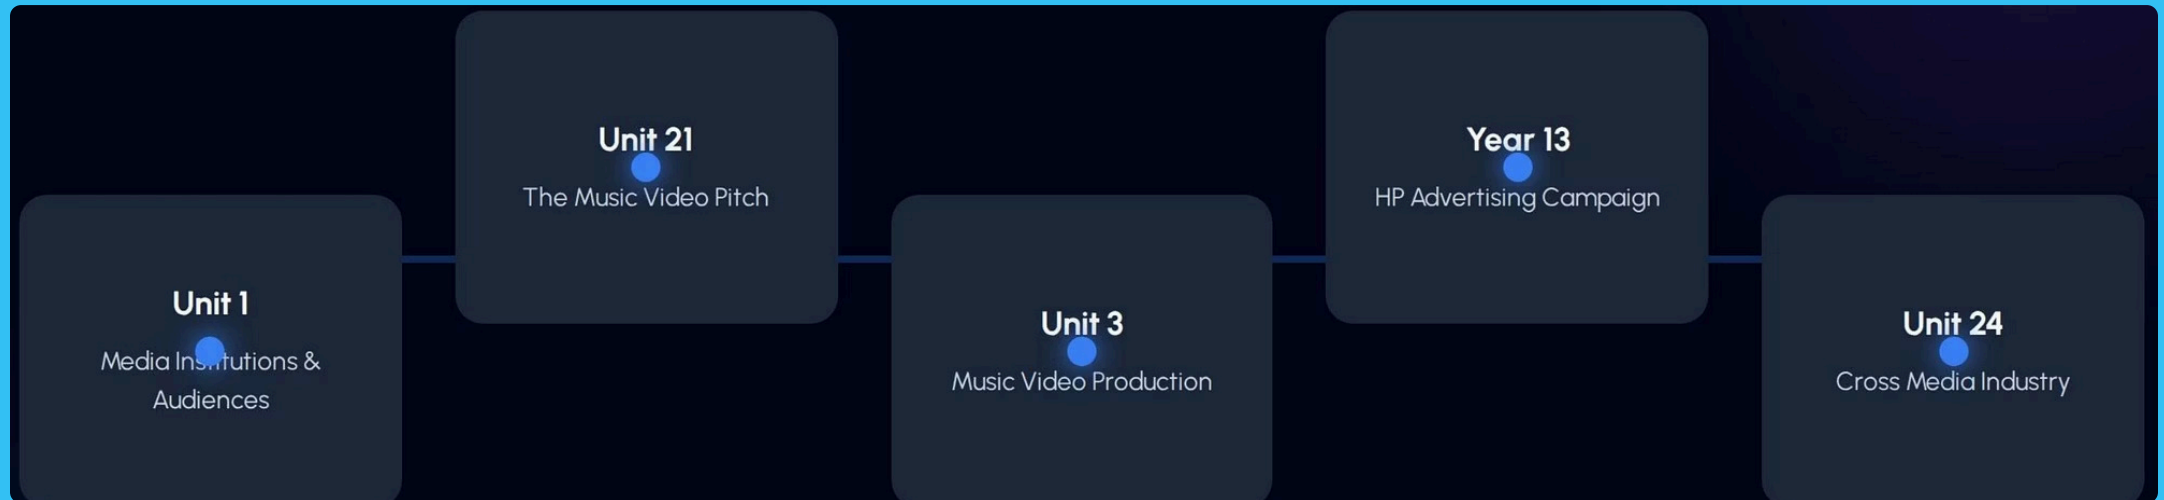 Unit 1
Media Institutions &
Audiences
Unit 21
The Music Video Pitch
Unit 3
Music Video Production
Year 13
HP Advertising Campaign
Unit 24
Cross Media Industry